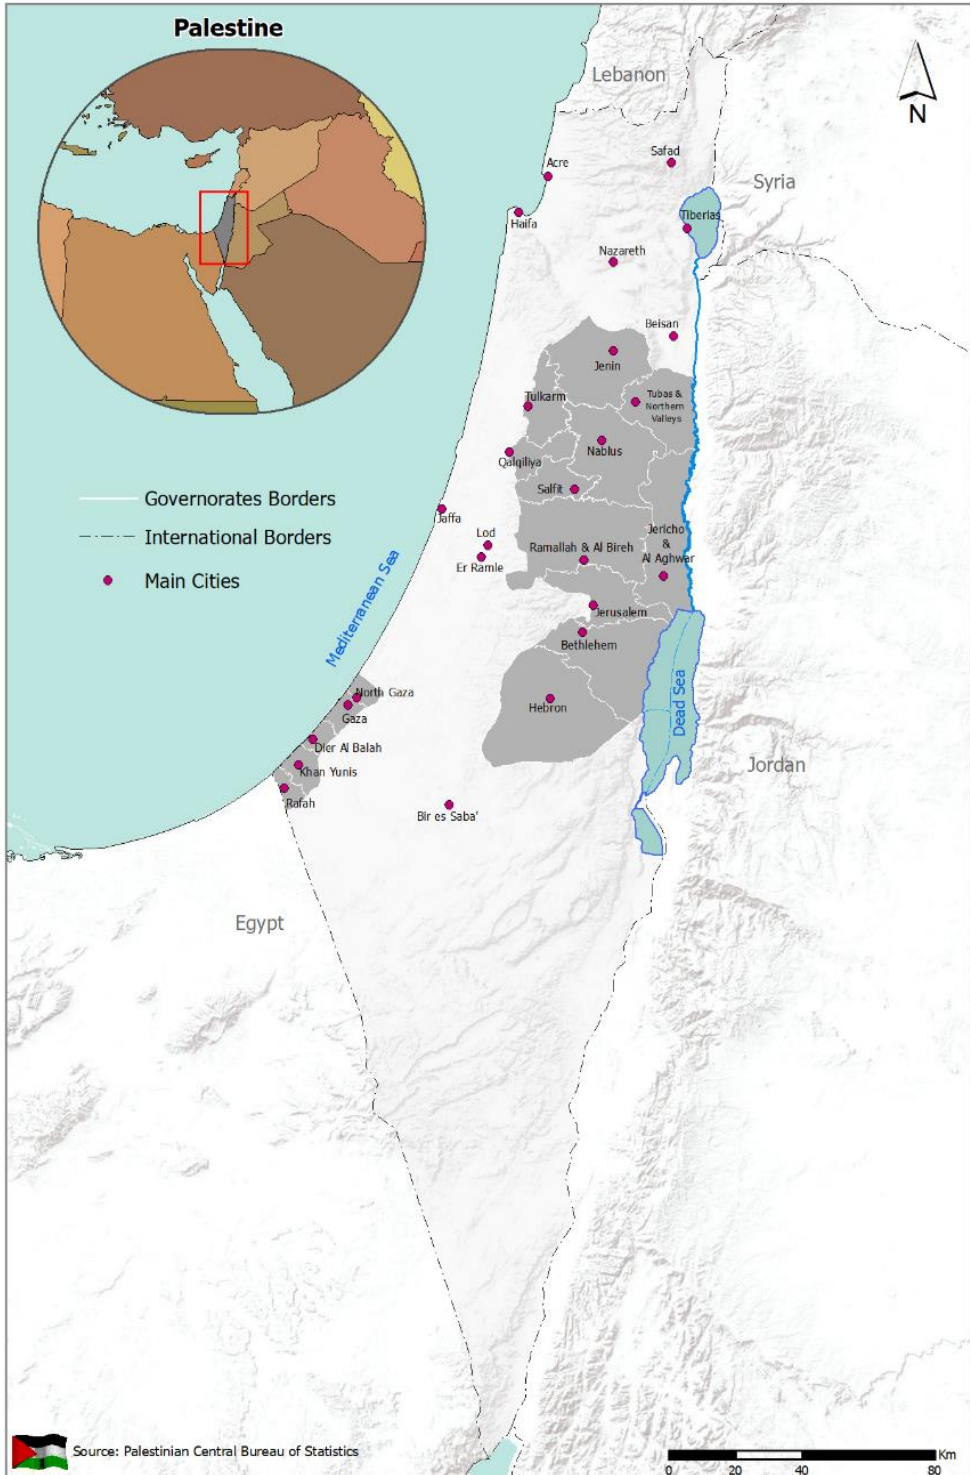 Palestine
Lebanon
N
Acre
Safad
Syria
Haifa
Tiberias
Nazareth
Beisan
Jenin
Tulkarm
Tubas &
Northern
Valleys
Nablus
Qalqiliya
Salfit
Governorates Borders
International Borders
Main Cities
Jaffa
Lod
Er Ramle
Ramallah & Al Bireh
Jericho
&
Al Aghwar
Mediterranean Sea
Jerusalem
Bethlehem
Hebron
Dead Sea
North Gaza
Gaza
Dier Al Balah
Khan Yunis
Rafah
Bir es Saba'
Jordan
Egypt
Source: Palestinian Central Bureau of Statistics
Km
0 20 40 80